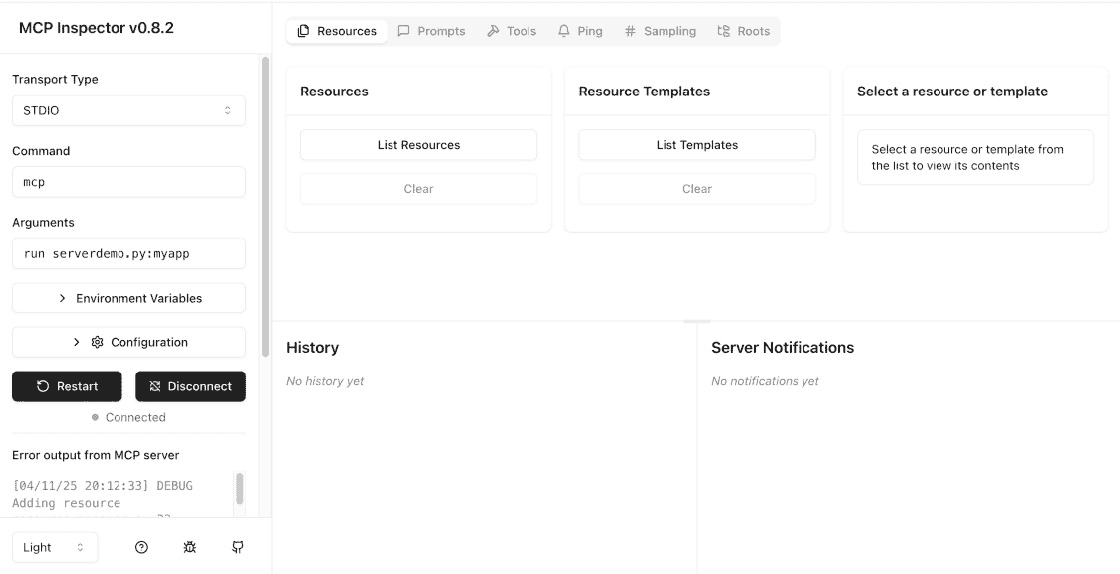 MCP Inspector v0.8.2
Transport Type
STDIO
Command
mcp
Arguments
run serverdemo.py:myapp
Environment Variables
Configuration
Restart
Disconnect
Connected
Error output from MCP server
[04/11/25 20:12:33] DEBUG
Adding resource
Light
Resources
Prompts
Tools
Ping
Sampling
Roots
Resources
List Resources
Clear
Resource Templates
List Templates
Clear
Select a resource or template
Select a resource or template from
the list to view its contents
History
No history yet
Server Notifications
No notifications yet